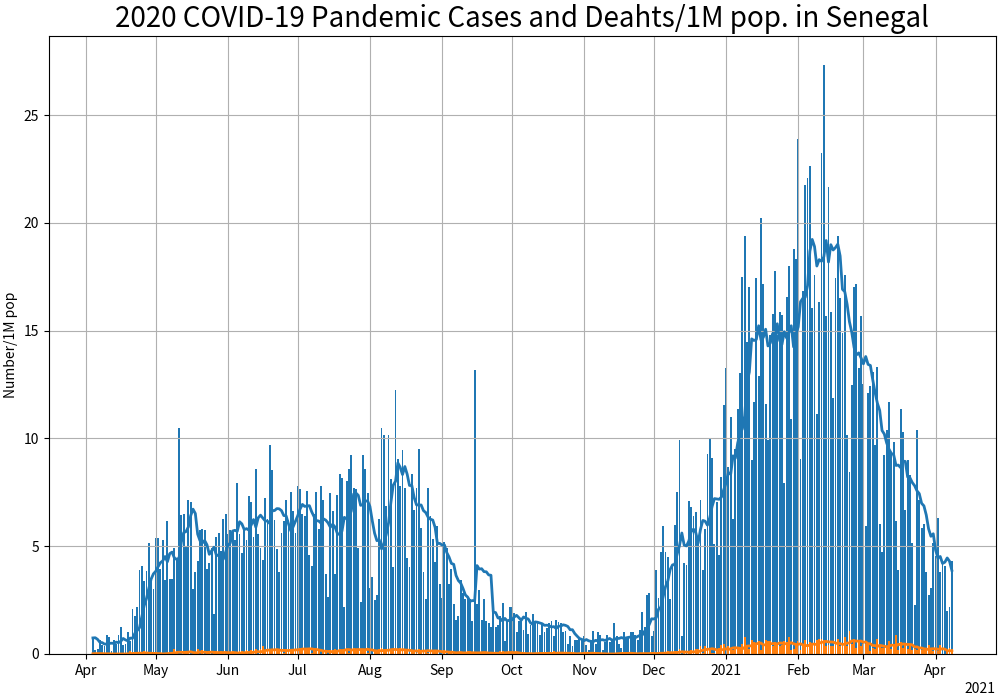 2020 COVID-19 Pandemic Cases and Deahts/1M pop. in Senegal
Number/1M pop
25
20
15
10
5
0
Apr May Jun Jul Aug Sep Oct Nov Dec 2021 Feb Mar Apr
2021